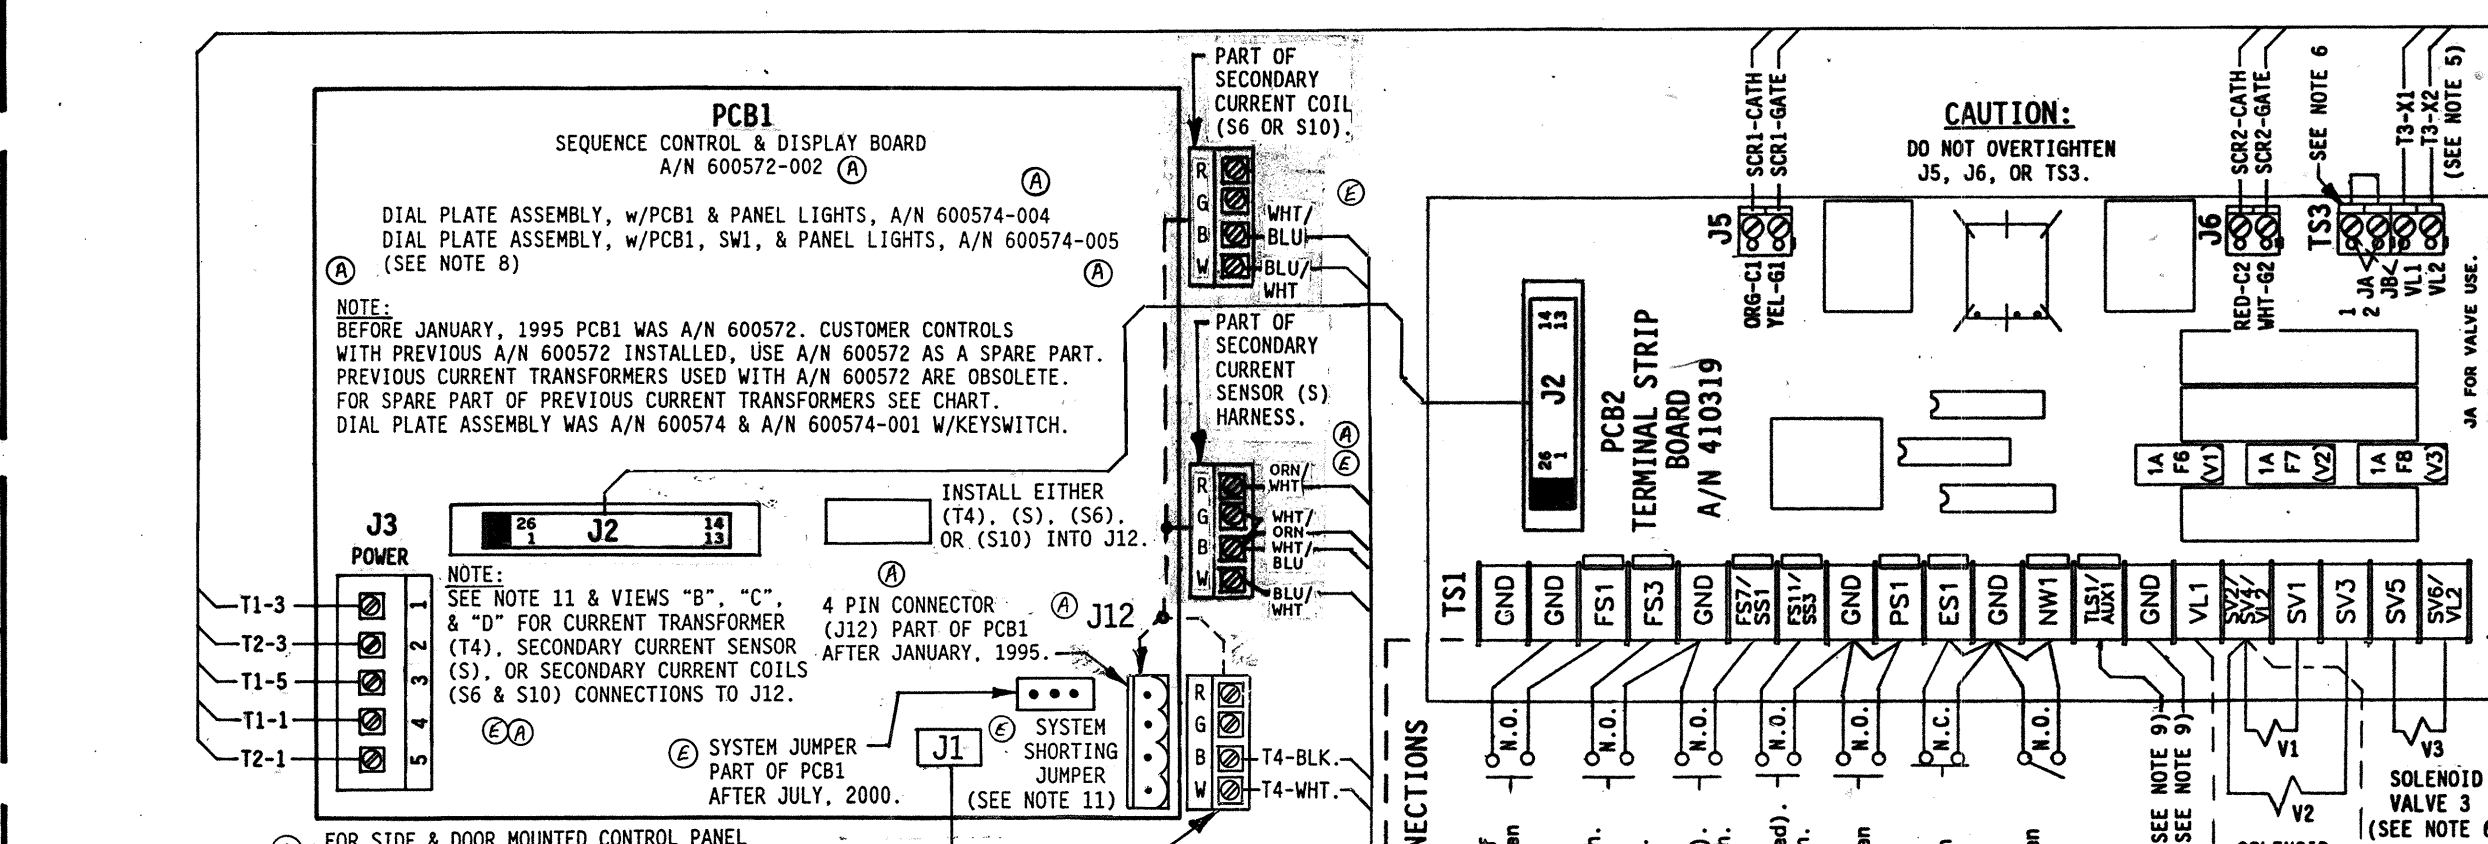 PCB1
SEQUENCE CONTROL & DISPLAY BOARD
A/N 600572-002 A
A
DIAL PLATE ASSEMBLY, w/PCB1 & PANEL LIGHTS, A/N 600574-004
DIAL PLATE ASSEMBLY, w/PCB1, SW1, & PANEL LIGHTS, A/N 600574-005
(SEE NOTE 8)
A
A
NOTE:
BEFORE JANUARY, 1995 PCB1 WAS A/N 600572. CUSTOMER CONTROLS
WITH PREVIOUS A/N 600572 INSTALLED, USE A/N 600572 AS A SPARE PART.
PREVIOUS CURRENT TRANSFORMERS USED WITH A/N 600572 ARE OBSOLETE.
FOR SPARE PART OF PREVIOUS CURRENT TRANSFORMERS SEE CHART.
DIAL PLATE ASSEMBLY WAS A/N 600574 & A/N 600574-001 W/KEYSWITCH.
J3
POWER
26
1
J2
14
13
INSTALL EITHER
(T4), (S), (S6),
OR (S10) INTO J12.
NOTE:
SEE NOTE 11 & VIEWS "B", "C",
& "D" FOR CURRENT TRANSFORMER
(T4), SECONDARY CURRENT SENSOR
(S), OR SECONDARY CURRENT COILS
(S6 & S10) CONNECTIONS TO J12.
E A
T1-3
T2-3
T1-5
T1-1
T2-1
1
2
3
4
5
A
4 PIN CONNECTOR
(J12) PART OF PCB1
AFTER JANUARY, 1995.
A J12
E SYSTEM JUMPER
PART OF PCB1
AFTER JULY, 2000.
J1
E SYSTEM
SHORTING
JUMPER
(SEE NOTE 11)
FOR SIDE & DOOR MOUNTED CONTROL PANEL
PART OF
SECONDARY
CURRENT COIL
(S6 OR S10).
R
G
B
W
E
WHT/
BLU
BLU/
WHT
PART OF
SECONDARY
CURRENT
SENSOR (S)
HARNESS.
A
E
R
G
B
W
ORN/
WHT
WHT/
ORN
WHT/
BLU
BLU/
WHT
R
G
B
W
T4-BLK.
T4-WHT.
SCR1-CATH
SCR1-GATE
J5
ORG-C1
YEL-G1
CAUTION:
DO NOT OVERTIGHTEN
J5, J6, OR TS3.
SCR2-CATH
SCR2-GATE
J6
RED-C2
WHT-G2
SEE NOTE 6
TS3
T3-X1
T3-X2
(SEE NOTE 5)
1
2
JA
JB
VL1
VL2
JA FOR VALVE USE.
14
13
J2
26
1
PCB2
TERMINAL STRIP
BOARD
A/N 410319
1A
F6
(V1)
1A
F7
(V2)
1A
F8
(V3)
TS1
GND
GND
FS1
FS3
GND
FS7/
SS1
FS11/
SS3
GND
PS1
ES1
GND
NW1
TLS1/
AUX1
GND
VL1
SV2/
SV4/
VL2
SV1
SV3
SV5
SV6/
VL2
N.O.
N.O.
N.O.
N.O.
N.O.
N.C.
N.O.
SEE NOTE 9)
SEE NOTE 9)
V1
V2
V3
SOLENOID
VALVE 3
(SEE NOTE
NECTIONS